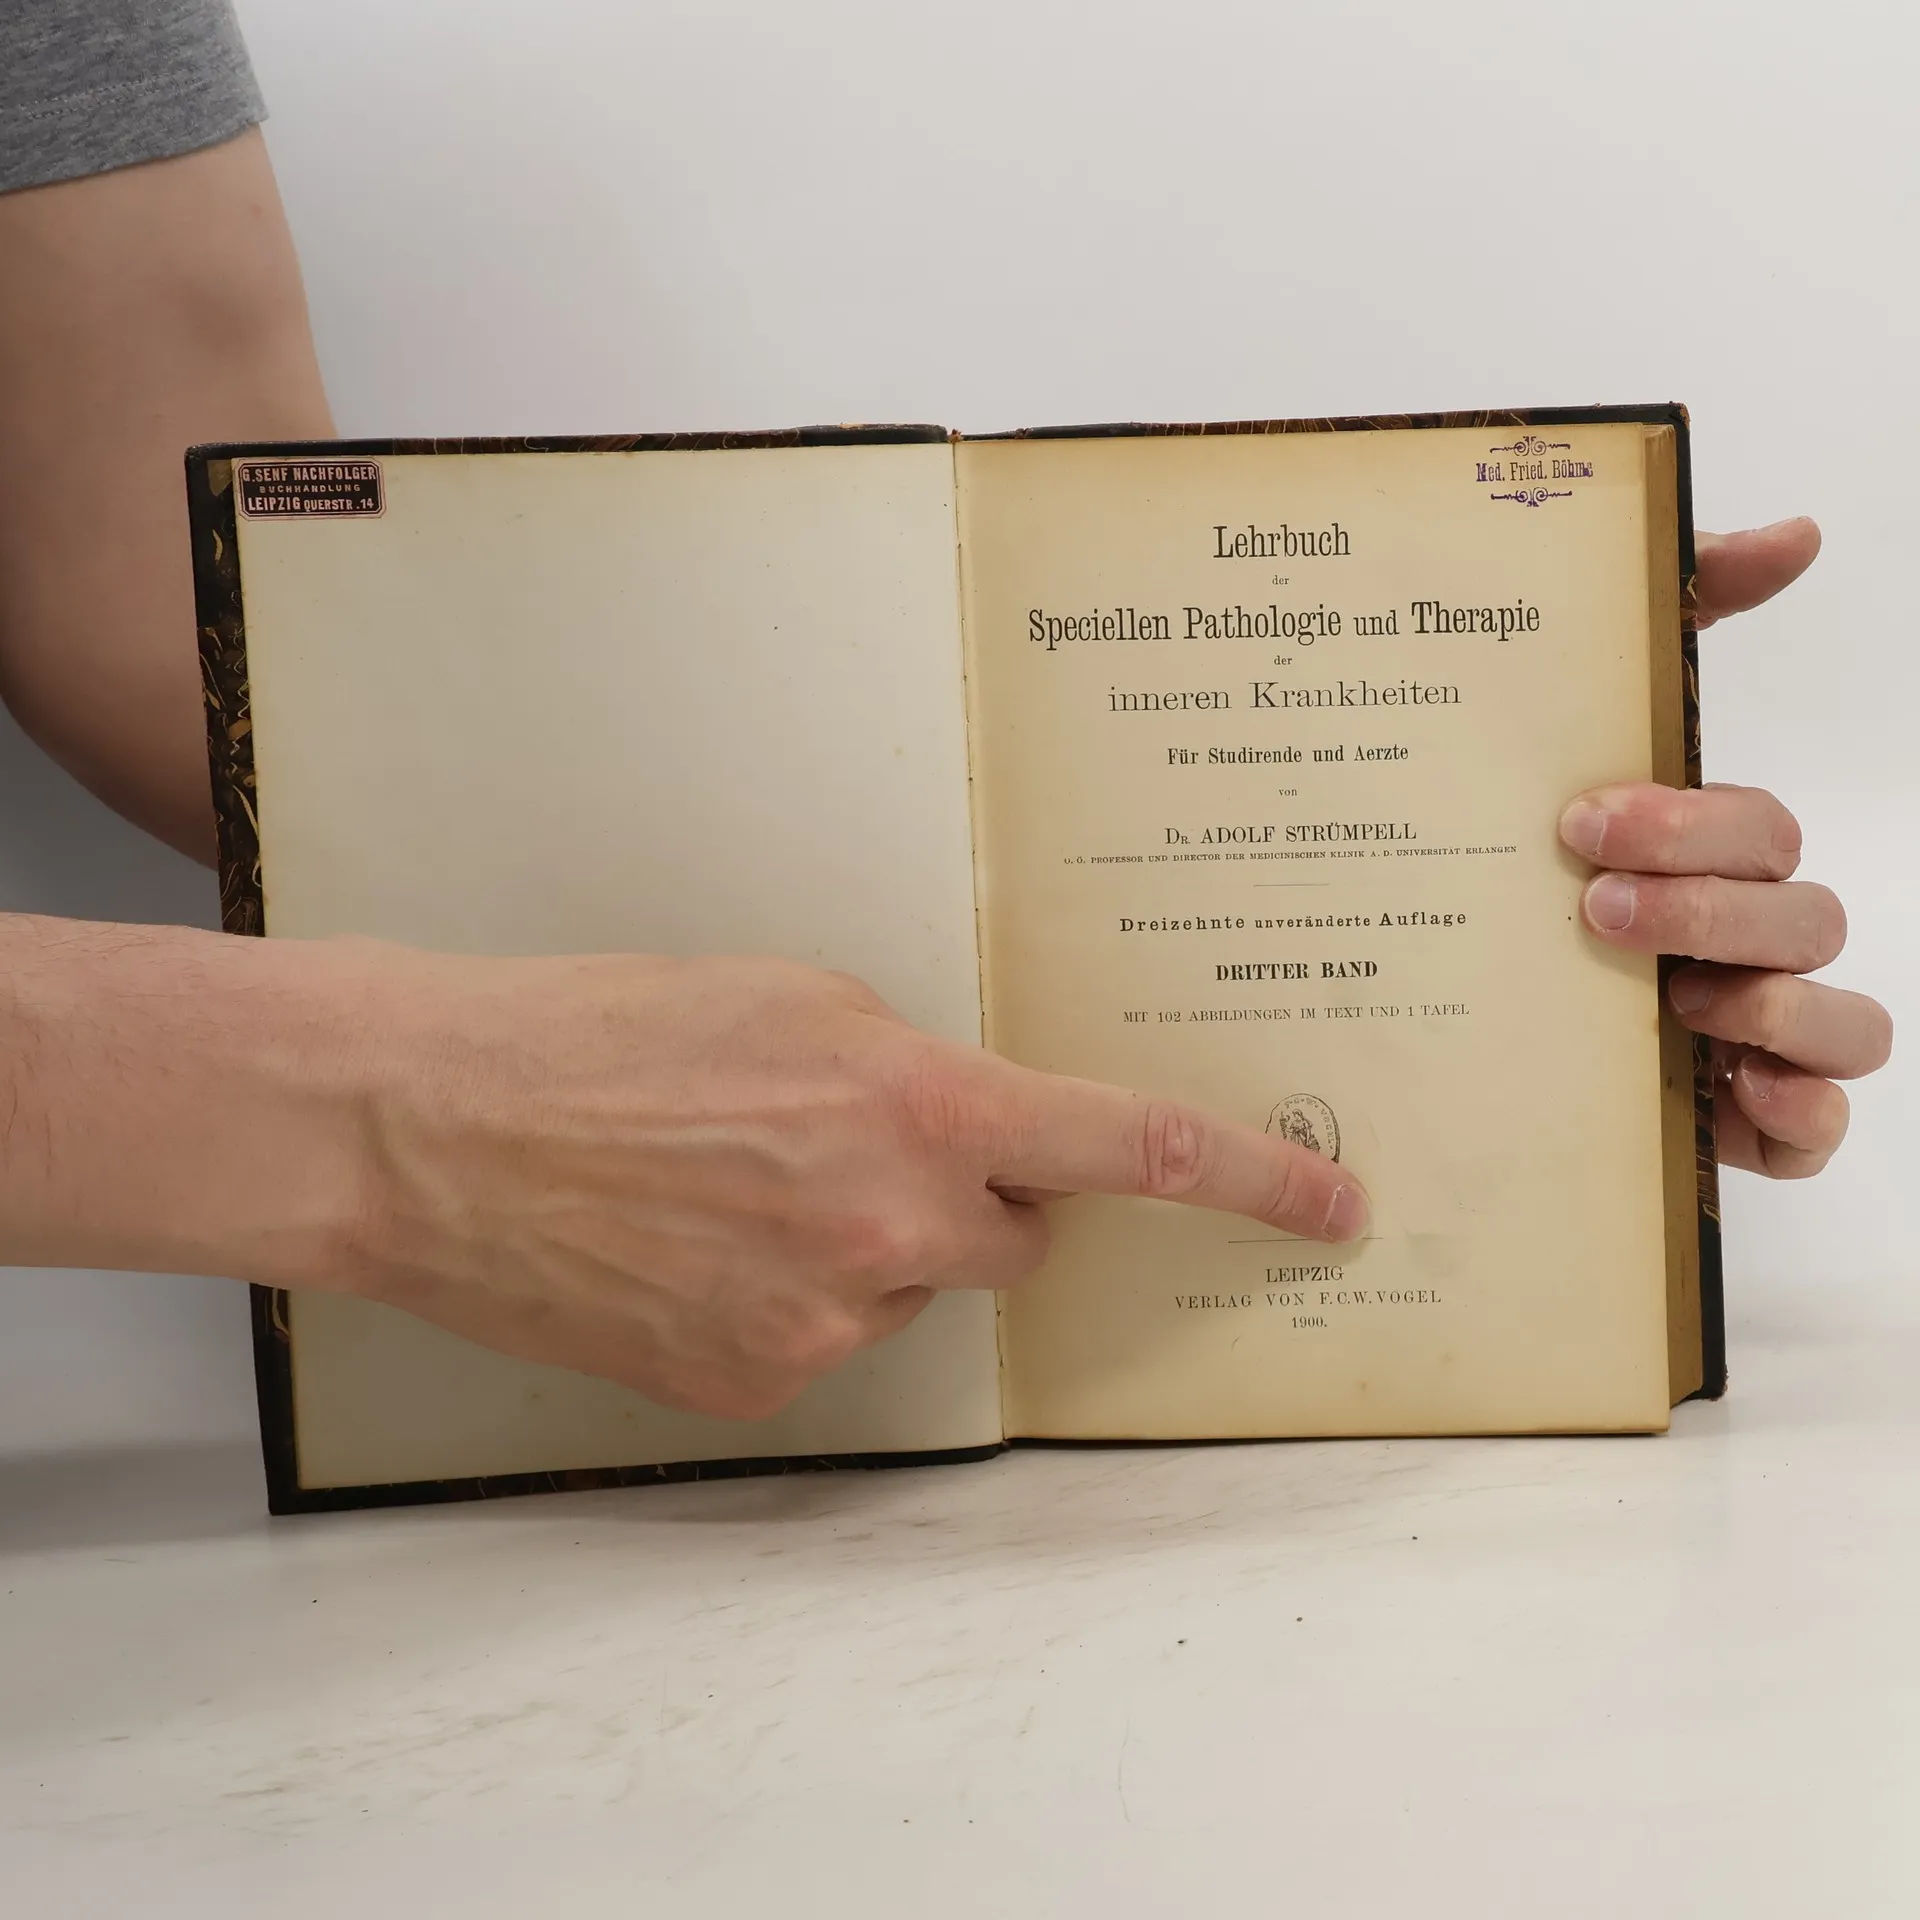 G. SENF NACHFOLGER
BUCHHANDLUNG
LEIPZIG QUERSTR. 14
Med. Fried. Böhme
Lehrbuch
der
Speciellen Pathologie und Therapie
der
inneren Krankheiten
Für Studirende und Aerzte
von
DR. ADOLF STRÜMPELL
O. Ö. PROFESSOR UND DIRECTOR DER MEDICINISCHEN KLINIK A. D. UNIVERSITÄT ERLANGEN
Dreizehnte unveränderte Auflage
DRITTER BAND
MIT 102 ABBILDUNGEN IM TEXT UND 1 TAFEL
F. C. W. VOGEL
LEIPZIG
VERLAG VON F. C. W. VOGEL
1900.